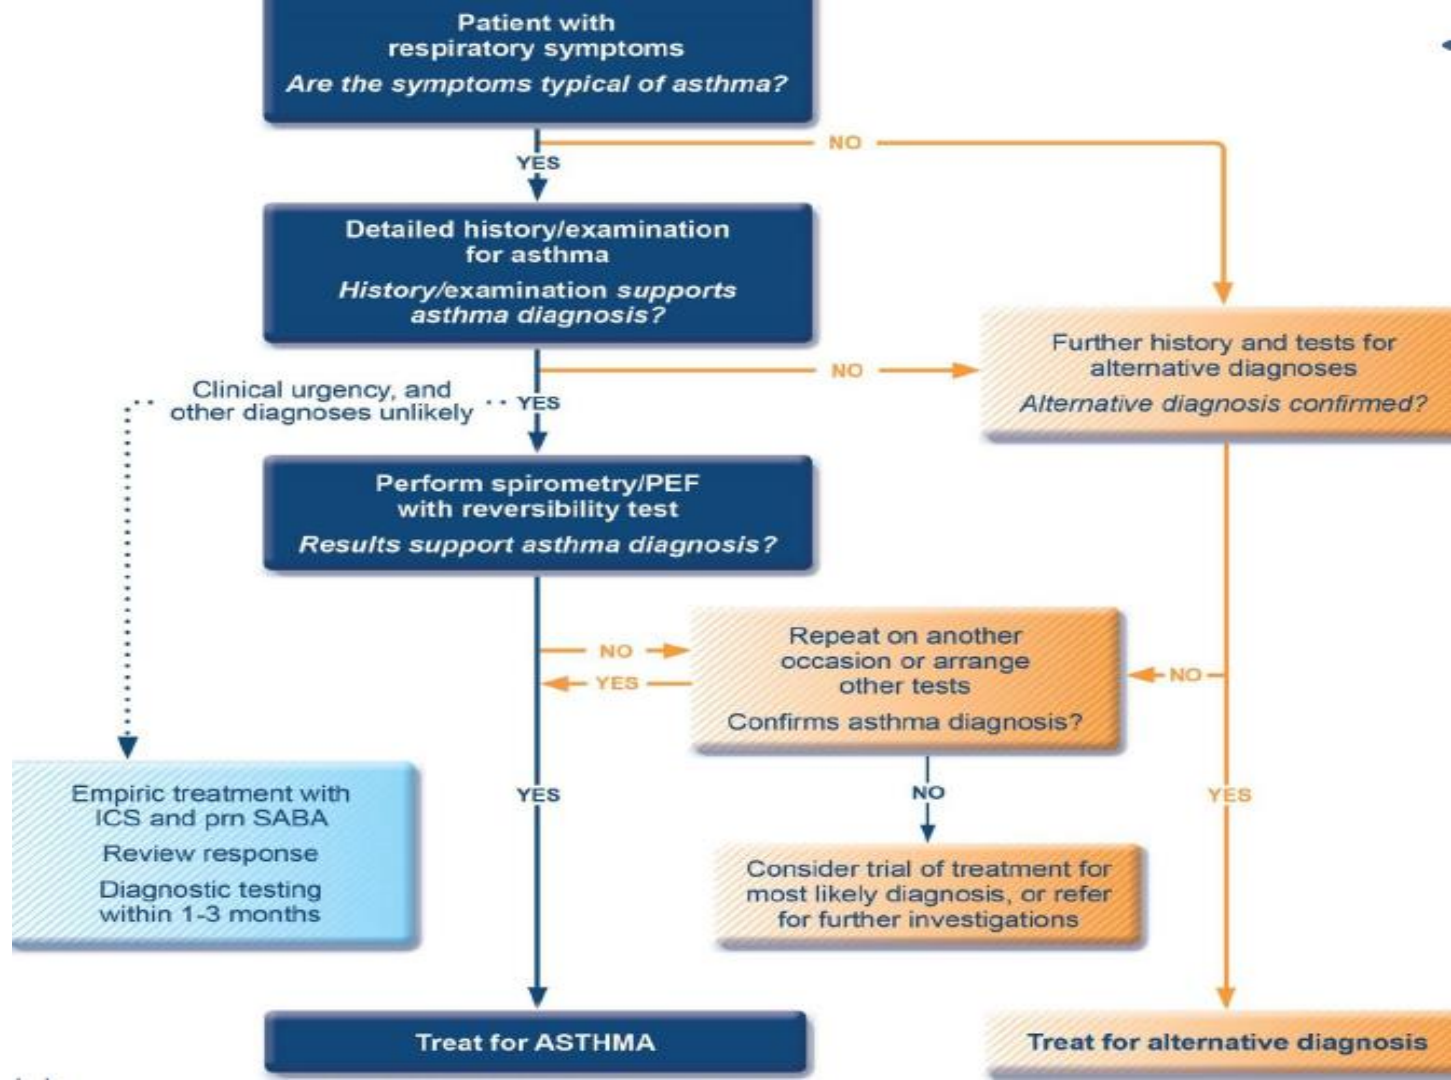 Patient with
respiratory symptoms
Are the symptoms typical of asthma?
NO
YES
Detailed history/examination
for asthma
History/examination supports
asthma diagnosis?
NO
Clinical urgency, and
other diagnoses unlikely
YES
Further history and tests for
alternative diagnoses
Alternative diagnosis confirmed?
Perform spirometry/PEF
with reversibility test
Results support asthma diagnosis?
NO
YES
Repeat on another
occasion or arrange
other tests
Confirms asthma diagnosis?
NO
Empiric treatment with
ICS and prn SABA
Review response
Diagnostic testing
within 1-3 months
YES
NO
YES
Consider trial of treatment for
most likely diagnosis, or refer
for further investigations
Treat for ASTHMA
Treat for alternative diagnosis